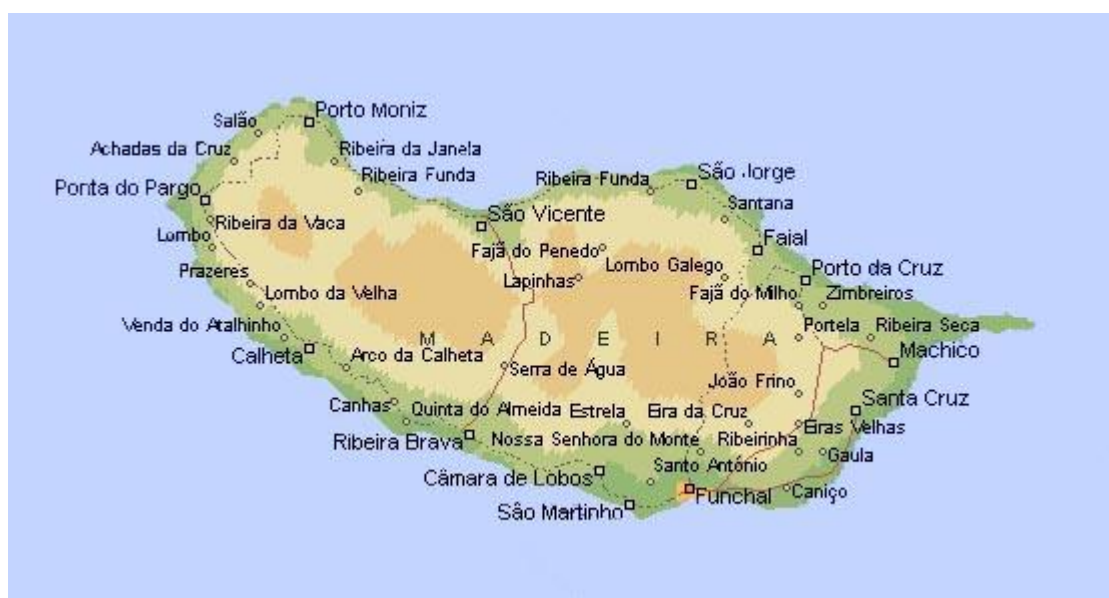 Porto Moniz
Salão
Achadas da Cruz
Ribeira da Janela
Ribeira Funda
Ribeira Funda
São Jorge
Ponta do Pargo
Santana
Ribeira da Vaca
São Vicente
Lombo
Faial
Fajã do Penedo
Lombo Galego
Porto da Cruz
Prazeres
Lapinhas
Fajã do Milho
Zimbreiros
Lombo da Velha
Venda do Atalhinho
MADEIRA
Portela
Ribeira Seca
Calheta
Arco da Calheta
Machico
Serra de Água
João Frino
Canhas
Quinta do Almeida
Estrela
Eira da Cruz
Santa Cruz
Ribeira Brava
Nossa Senhora do Monte
Ribeirinha
Eiras Velhas
Gaula
Câmara de Lobos
Santo António
Funchal
Caniço
São Martinho